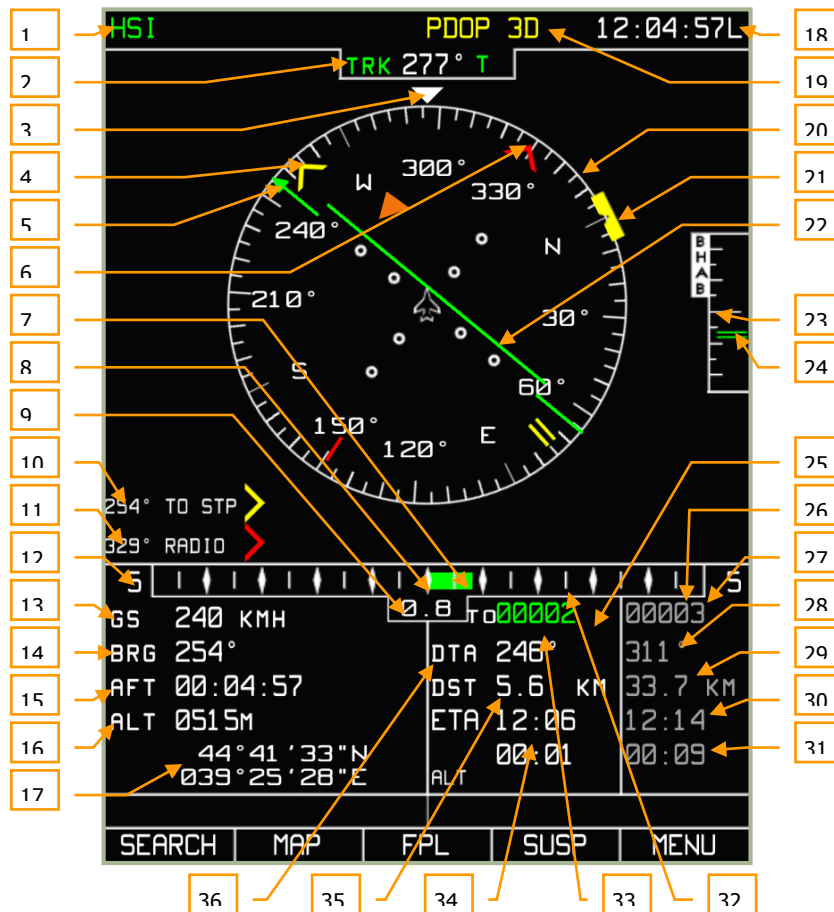 HSI PDOP 3D 12:04:57L
TRK 277° T
300°
330°
W
240°
N
210°
30°
S
60°
150°
E
120°
BHAB
254° TO STP
329° RADIO
5 5
0.8
GS 240 KMH
BRG 254°
AFT 00:04:57
ALT 0515M
44°41'33"N
039°25'28"E
TO 00002
DTA 246°
DST 5.6 KM
ETA 12:06
00:01
ALT
00003
311°
33.7 KM
12:14
00:09
SEARCH MAP FPL SUSP MENU
1
2
3
4
5
6
7
8
9
10
11
12
13
14
15
16
17
18
19
20
21
22
23
24
25
26
27
28
29
30
31
36 35 34 33 32